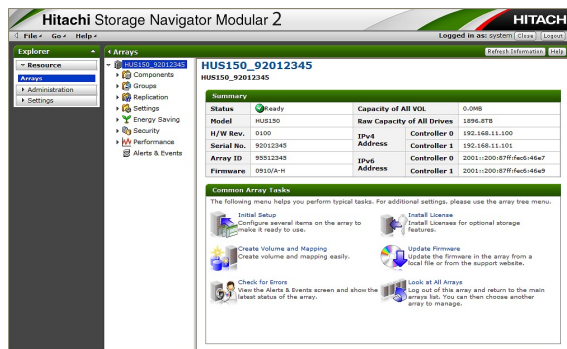 Hitachi Storage Navigator Modular 2
HITACH
File Go Help
Logged in as: system Close Logout
Explorer
Arrays
Refresh Information Help
Resource
Arrays
Administration
Settings
HUS150_92012345
Components
Groups
Replication
Settings
Energy Saving
Security
Performance
Alerts & Events
HUS150_92012345
HUS150_92012345
Summary
Status Ready Capacity of All VOL 0.0MB
Model HUS150 Raw Capacity of All Drives 1896.8TB
H/W Rev. 0100 IPv4 Address Controller 0 192.168.11.100
Serial No. 92012345 Controller 1 192.168.11.101
Array ID 95512345 IPv6 Address Controller 0 2001::200:87ff:fec6:46e7
Firmware 0910/A-H Controller 1 2001::200:87ff:fec6:46e9
Common Array Tasks
The following menu helps you perform typical tasks. For additional settings, please use the array tree menu.
Initial Setup
Configure several items on the array to
make it ready to use.
Install License
Install Licenses for optional storage
features.
Create Volume and Mapping
Create volume and mapping easily.
Update Firmware
Update the firmware in the array from a
local file or from the support website.
Check for Errors
View the Alerts & Events screen and show the
latest status of the array.
Look at All Arrays
Log out of this array and return to the main
arrays list. You can then choose another
array to manage.